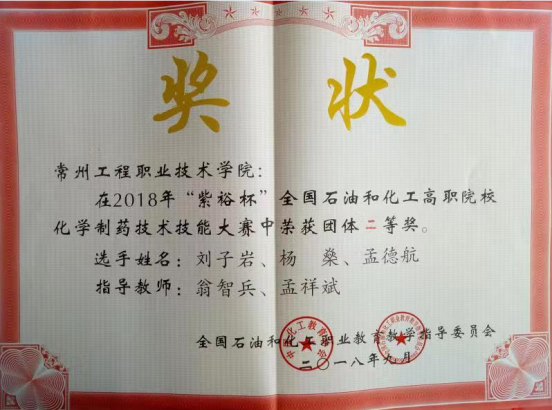 奖状
常州工程职业技术学院：
在2018年“紫裕杯”全国石油和化工高职院校
化学制药技术技能大赛中荣获团体二等奖。
选手姓名：刘子岩、杨 燊、孟德航
指导教师：翁智兵、孟祥斌
全国石油和化工职业教育教学指导委员会
二〇一八年九月